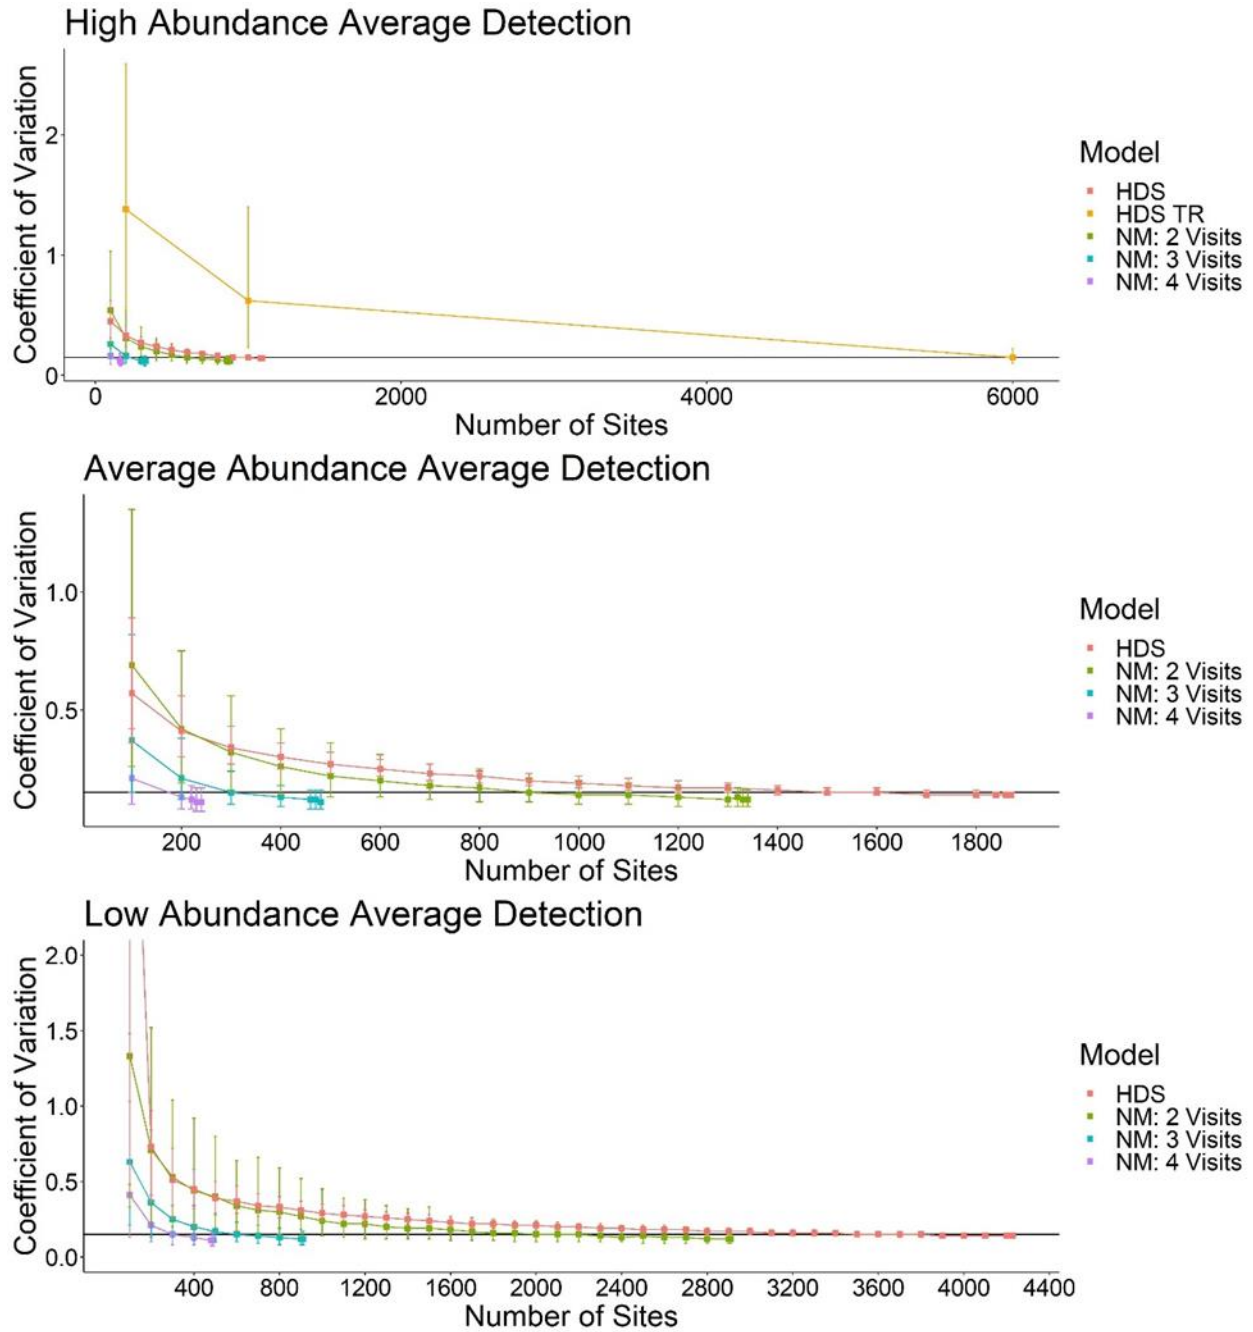 High Abundance Average Detection
Coefficient of Variation
2
1
0
0 2000 4000 6000
Number of Sites
Model
HDS
HDS TR
NM: 2 Visits
NM: 3 Visits
NM: 4 Visits
Average Abundance Average Detection
Coefficient of Variation
1.0
0.5
200 400 600 800 1000 1200 1400 1600 1800
Number of Sites
Model
HDS
NM: 2 Visits
NM: 3 Visits
NM: 4 Visits
Low Abundance Average Detection
Coefficient of Variation
2.0
1.5
1.0
0.5
0.0
400 800 1200 1600 2000 2400 2800 3200 3600 4000 4400
Number of Sites
Model
HDS
NM: 2 Visits
NM: 3 Visits
NM: 4 Visits